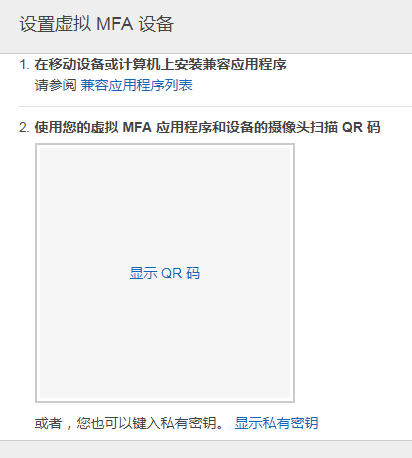 设置虚拟 MFA 设备
1. 在移动设备或计算机上安装兼容应用程序
请参阅 兼容应用程序列表
2. 使用您的虚拟 MFA 应用程序和设备的摄像头扫描 QR 码
显示 QR 码
或者，您也可以键入私有密钥。 显示私有密钥